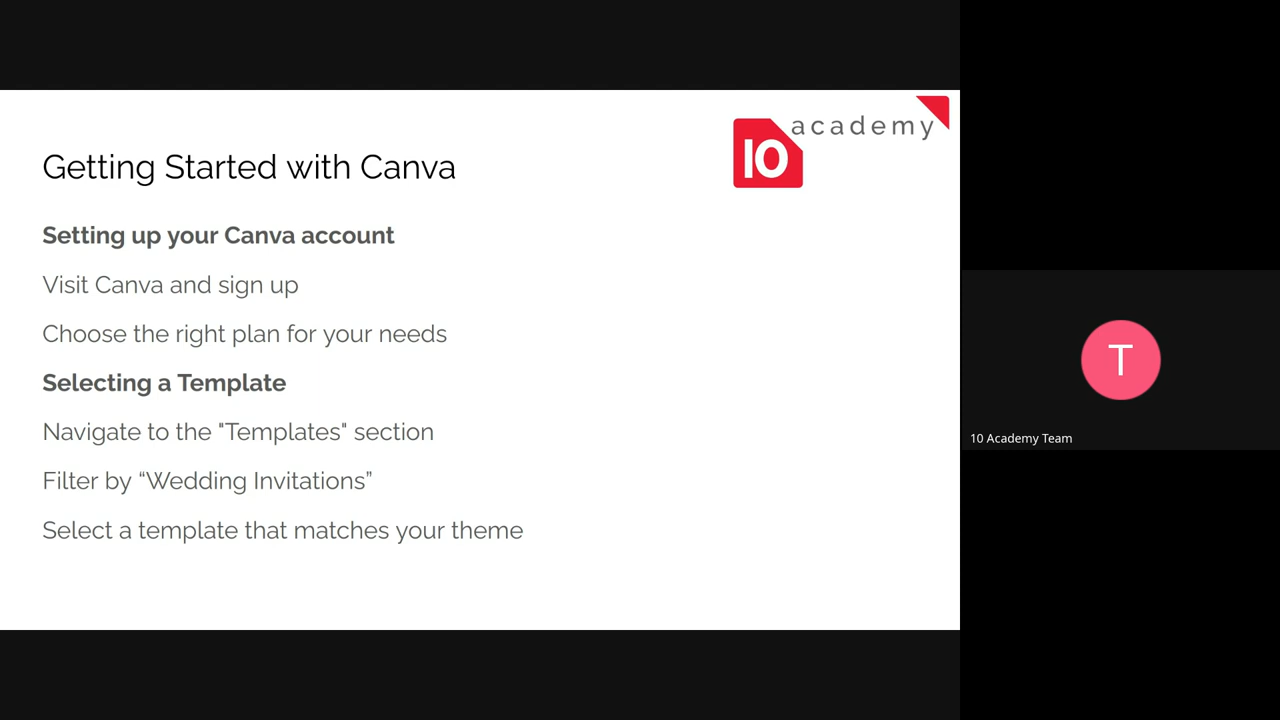 10 academy
Getting Started with Canva
Setting up your Canva account
Visit Canva and sign up
Choose the right plan for your needs
Selecting a Template
Navigate to the "Templates" section
Filter by “Wedding Invitations”
Select a template that matches your theme
T
10 Academy Team